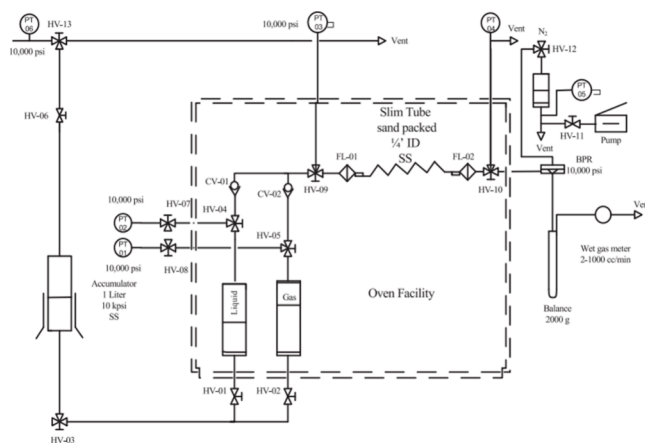 PT
06
HV-13
10,000 psi
10,000 psi
PT
03
Vent
PT
04
Vent
N₂
HV-12
PT
05
HV-11
Pump
Vent
HV-06
Slim Tube
sand packed
¼' ID
SS
FL-01
FL-02
HV-09
HV-10
BPR
10,000 psi
CV-01
CV-02
10,000 psi
HV-07
HV-04
PT
02
HV-05
PT
01
10,000 psi
HV-08
Accumulator
1 Liter
10 kpsi
SS
Liquid
Gas
Oven Facility
Vent
Wet gas meter
2-1000 cc/min
Balance
2000 g
HV-01
HV-02
HV-03